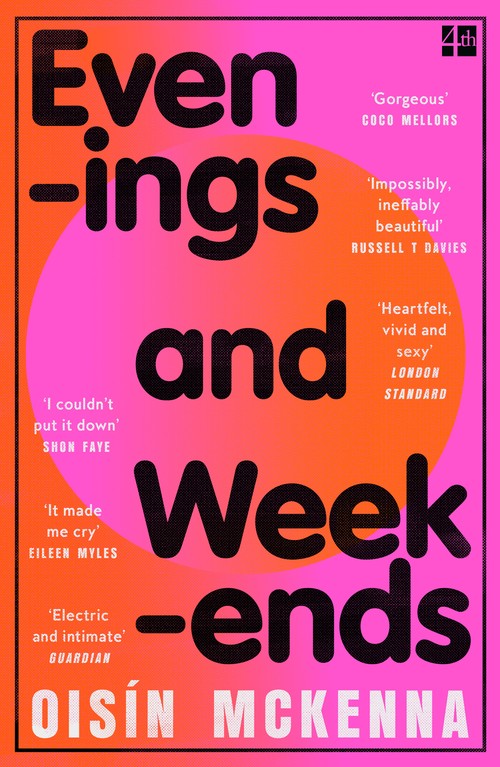 Even
-ings
and
Week
-ends
4th
‘Gorgeous’
COCO MELLORS
‘Impossibly,
ineffably
beautiful’
RUSSELL T DAVIES
‘Heartfelt,
vivid and
sexy’
LONDON
STANDARD
‘I couldn’t
put it down’
SHON FAYE
‘It made
me cry’
EILEEN MYLES
‘Electric
and intimate’
GUARDIAN
OISÍN MCKENNA